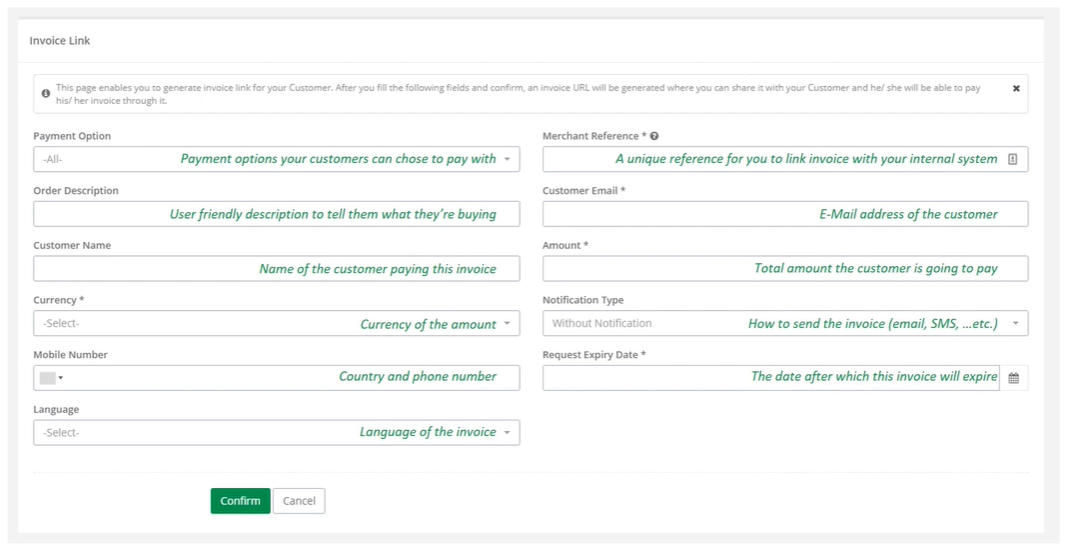 Invoice Link
This page enables you to generate invoice link for your Customer. After you fill the following fields and confirm, an invoice URL will be generated where you can share it with your Customer and he/ she will be able to pay
his/ her invoice through it.
Payment Option
-All- Payment options your customers can chose to pay with
Merchant Reference *
A unique reference for you to link invoice with your internal system
Order Description
User friendly description to tell them what they're buying
Customer Email *
E-Mail address of the customer
Customer Name
Name of the customer paying this invoice
Amount *
Total amount the customer is going to pay
Currency *
-Select- Currency of the amount
Notification Type
Without Notification How to send the invoice (email, SMS, ...etc.)
Mobile Number
Country and phone number
Request Expiry Date *
The date after which this invoice will expire
Language
-Select- Language of the invoice
Confirm Cancel